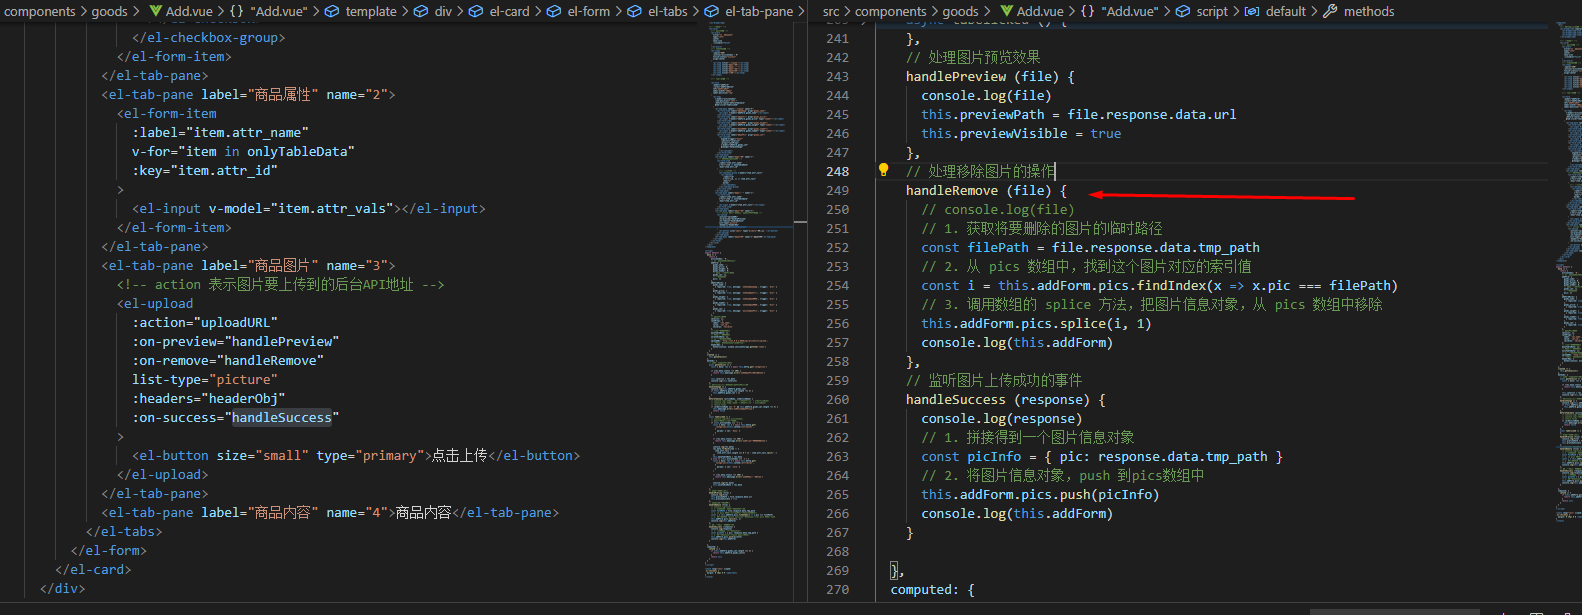 components > goods > Add.vue > {} "Add.vue" > template > div > el-card > el-form > el-tabs > el-tab-pane >
</el-checkbox-group>
</el-form-item>
</el-tab-pane>
<el-tab-pane label="商品属性" name="2">
<el-form-item
:label="item.attr_name"
v-for="item in onlyTableData"
:key="item.attr_id"
>
<el-input v-model="item.attr_vals"></el-input>
</el-form-item>
</el-tab-pane>
<el-tab-pane label="商品图片" name="3">
<!-- action 表示图片要上传到的后台API地址 -->
<el-upload
:action="uploadURL"
:on-preview="handlePreview"
:on-remove="handleRemove"
list-type="picture"
:headers="headerObj"
:on-success="handleSuccess"
>
<el-button size="small" type="primary">点击上传</el-button>
</el-upload>
</el-tab-pane>
<el-tab-pane label="商品内容" name="4">商品内容</el-tab-pane>
</el-tabs>
</el-form>
</el-card>
</div>
src > components > goods > Add.vue > {} "Add.vue" > script > default > methods
241 },
242 // 处理图片预览效果
243 handlePreview (file) {
244 console.log(file)
245 this.previewPath = file.response.data.url
246 this.previewVisible = true
247 },
248 // 处理移除图片的操作
249 handleRemove (file) {
250 // console.log(file)
251 // 1. 获取将要删除的图片的临时路径
252 const filePath = file.response.data.tmp_path
253 // 2. 从 pics 数组中，找到这个图片对应的索引值
254 const i = this.addForm.pics.findIndex(x => x.pic === filePath)
255 // 3. 调用数组的 splice 方法，把图片信息对象，从 pics 数组中移除
256 this.addForm.pics.splice(i, 1)
257 console.log(this.addForm)
258 },
259 // 监听图片上传成功的事件
260 handleSuccess (response) {
261 console.log(response)
262 // 1. 拼接得到一个图片信息对象
263 const picInfo = { pic: response.data.tmp_path }
264 // 2. 将图片信息对象，push 到pics数组中
265 this.addForm.pics.push(picInfo)
266 console.log(this.addForm)
267 }
268
269 },
270 computed: {